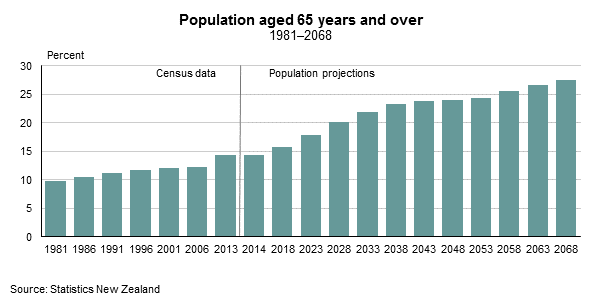 Population aged 65 years and over
1981–2068
Percent
Census data Population projections
30
25
20
15
10
5
0
1981 1986 1991 1996 2001 2006 2013 2014 2018 2023 2028 2033 2038 2043 2048 2053 2058 2063 2068
Source: Statistics New Zealand